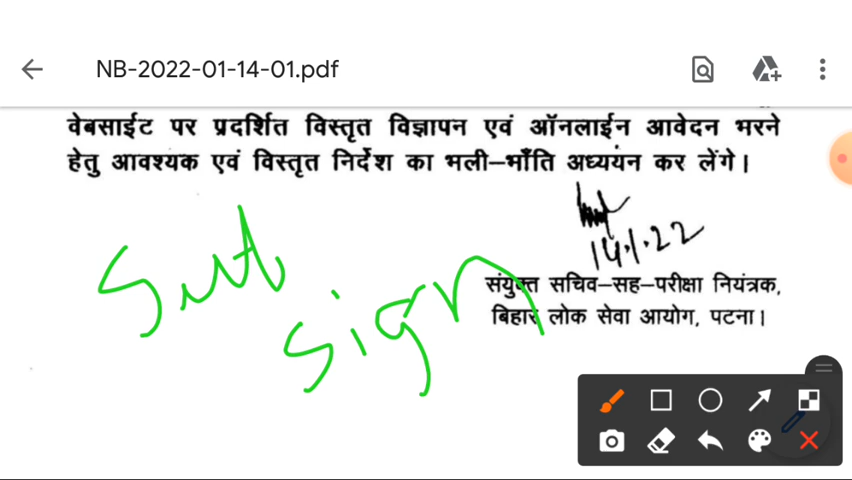 NB-2022-01-14-01.pdf
वेबसाईट पर प्रदर्शित विस्तृत विज्ञापन एवं ऑनलाईन आवेदन भरने
हेतु आवश्यक एवं विस्तृत निर्देश का भली-भाँति अध्ययन कर लेंगे।
14.1.22
संयुक्त सचिव-सह-परीक्षा नियंत्रक,
बिहार लोक सेवा आयोग, पटना।
Sign